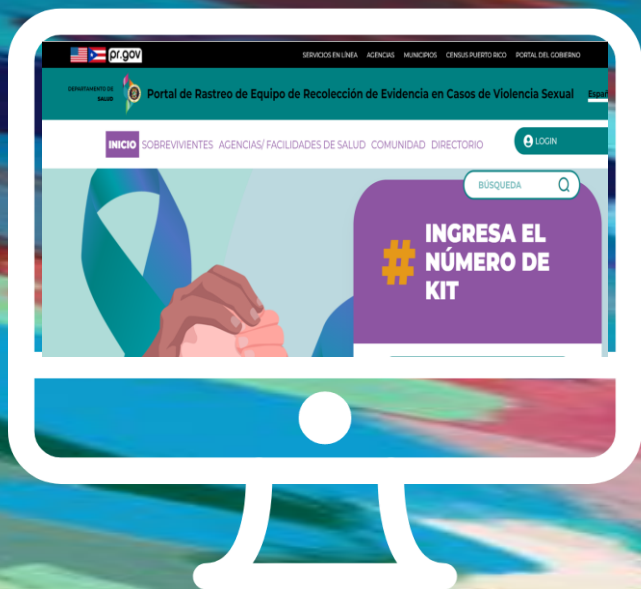 pr.gov
SERVICIOS EN LÍNEA AGENCIAS MUNICIPIOS CENSUS PUERTO RICO PORTAL DEL GOBIERNO
DEPARTAMENTO DE
SALUD
Portal de Rastreo de Equipo de Recolección de Evidencia en Casos de Violencia Sexual Españ
INICIO SOBREVIVIENTES AGENCIAS/ FACILIDADES DE SALUD COMUNIDAD DIRECTORIO LOGIN
BÚSQUEDA
# INGRESA EL
NÚMERO DE
KIT